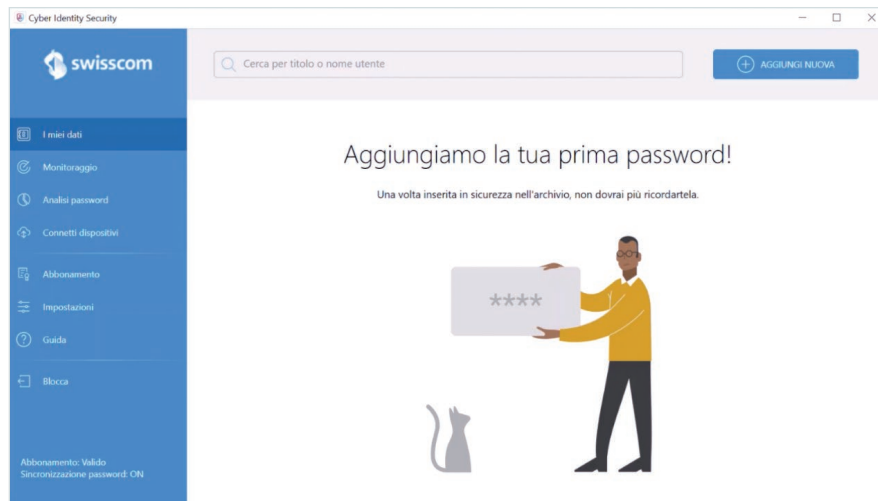 Cyber Identity Security
swisscom
Cerca per titolo o nome utente
AGGIUNGI NUOVA
I miei dati
Monitoraggio
Analisi password
Connetti dispositivi
Abbonamento
Impostazioni
Guida
Blocca
Abbonamento: Valido
Sincronizzazione password: ON
Aggiungiamo la tua prima password!
Una volta inserita in sicurezza nell'archivio, non dovrai più ricordartela.
****